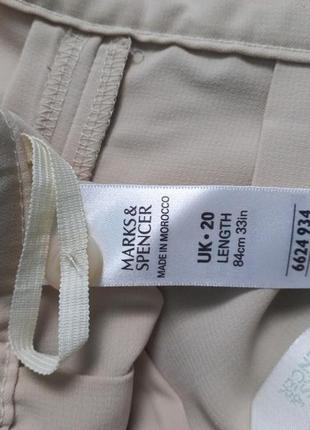 MARKS &
SPENCER
MADE IN MOROCCO
UK • 20
LENGTH
84cm 33in
6624 934